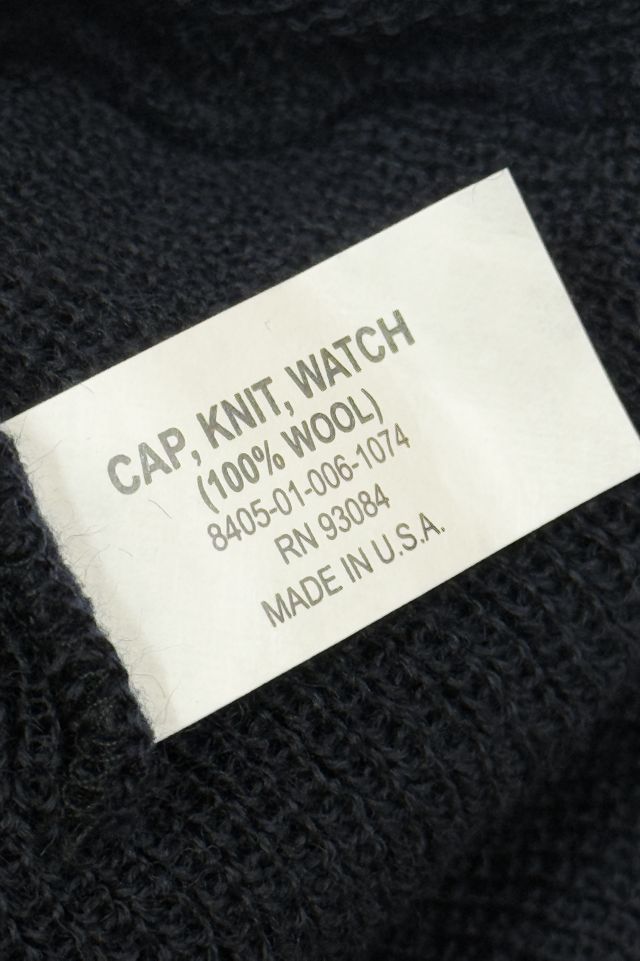 CAP, KNIT, WATCH
(100% WOOL)
8405-01-006-1074
RN 93084
MADE IN U.S.A.